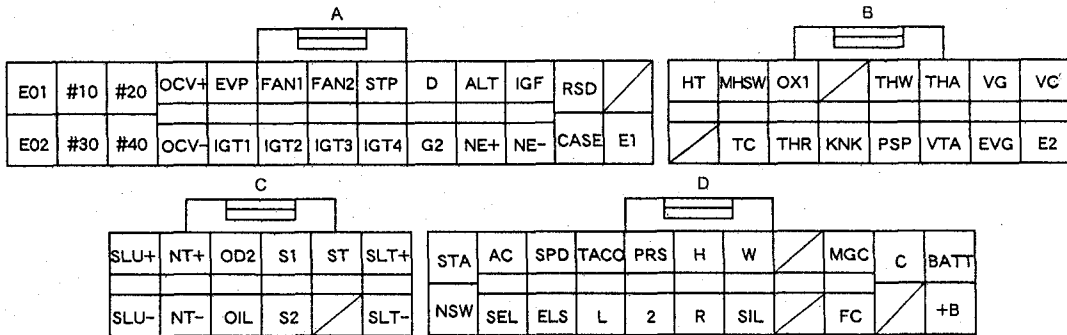 A
B
E01 #10 #20 OCV+ EVP FAN1 FAN2 STP D ALT IGF RSD
E02 #30 #40 OCV- IGT1 IGT2 IGT3 IGT4 G2 NE+ NE- CASE E1
HT MHSW OX1 THW THA VG VC
TC THR KNK PSP VTA EVG E2
C
D
SLU+ NT+ OD2 S1 ST SLT+
SLU- NT- OIL S2 SLT-
STA AC SPD TACO PRS H W MGC C BATT
NSW SEL ELS L 2 R SIL FC +B